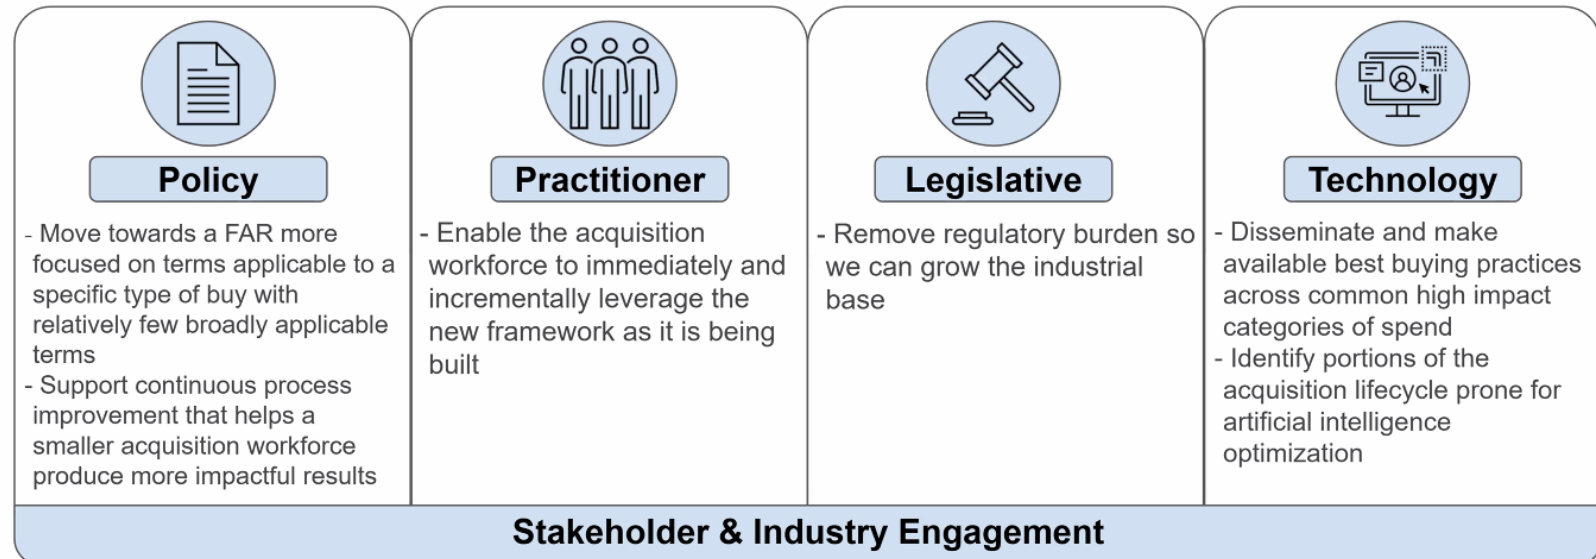 Policy
- Move towards a FAR more
focused on terms applicable to a
specific type of buy with
relatively few broadly applicable
terms
- Support continuous process
improvement that helps a
smaller acquisition workforce
produce more impactful results
Practitioner
- Enable the acquisition
workforce to immediately and
incrementally leverage the
new framework as it is being
built
Legislative
- Remove regulatory burden so
we can grow the industrial
base
Technology
- Disseminate and make
available best buying practices
across common high impact
categories of spend
- Identify portions of the
acquisition lifecycle prone for
artificial intelligence
optimization
Stakeholder & Industry Engagement